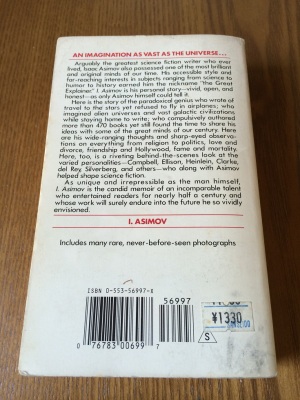 AN IMAGINATION AS VAST AS THE UNIVERSE...
Arguably the greatest science fiction writer who ever
lived, Isaac Asimov also possessed one of the most brilliant
and original minds of our time. His accessible style and
far-reaching interests in subjects ranging from science to
humor to history earned him the nickname "the Great
Explainer." I. Asimov is his personal story—vivid, open, and
honest—as only Asimov himself could tell it.
Here is the story of the paradoxical genius who wrote of
travel to the stars yet refused to fly in airplanes; who
imagined alien universes and vast galactic civilizations
while staying home to write; who compulsively authored
more than 470 books yet still found the time to share his
ideas with some of the great minds of our century. Here
are his wide-ranging thoughts and sharp-eyed observa-
tions on everything from religion to politics, love and
divorce, friendship and Hollywood, fame and mortality.
Here, too, is a riveting behind-the-scenes look at the
varied personalities—Campbell, Ellison, Heinlein, Clarke,
del Rey, Silverberg, and others—who along with Asimov
helped shape science fiction.
As unique and irrepressible as the man himself,
I. Asimov is the candid memoir of an incomparable talent
who entertained readers for nearly half a century and
whose work will surely endure into the future he so vividly
envisioned.
I. ASIMOV
Includes many rare, never-before-seen photographs
ISBN 0-553-56997-X
56997
¥1330
0 76783 00699 7
S